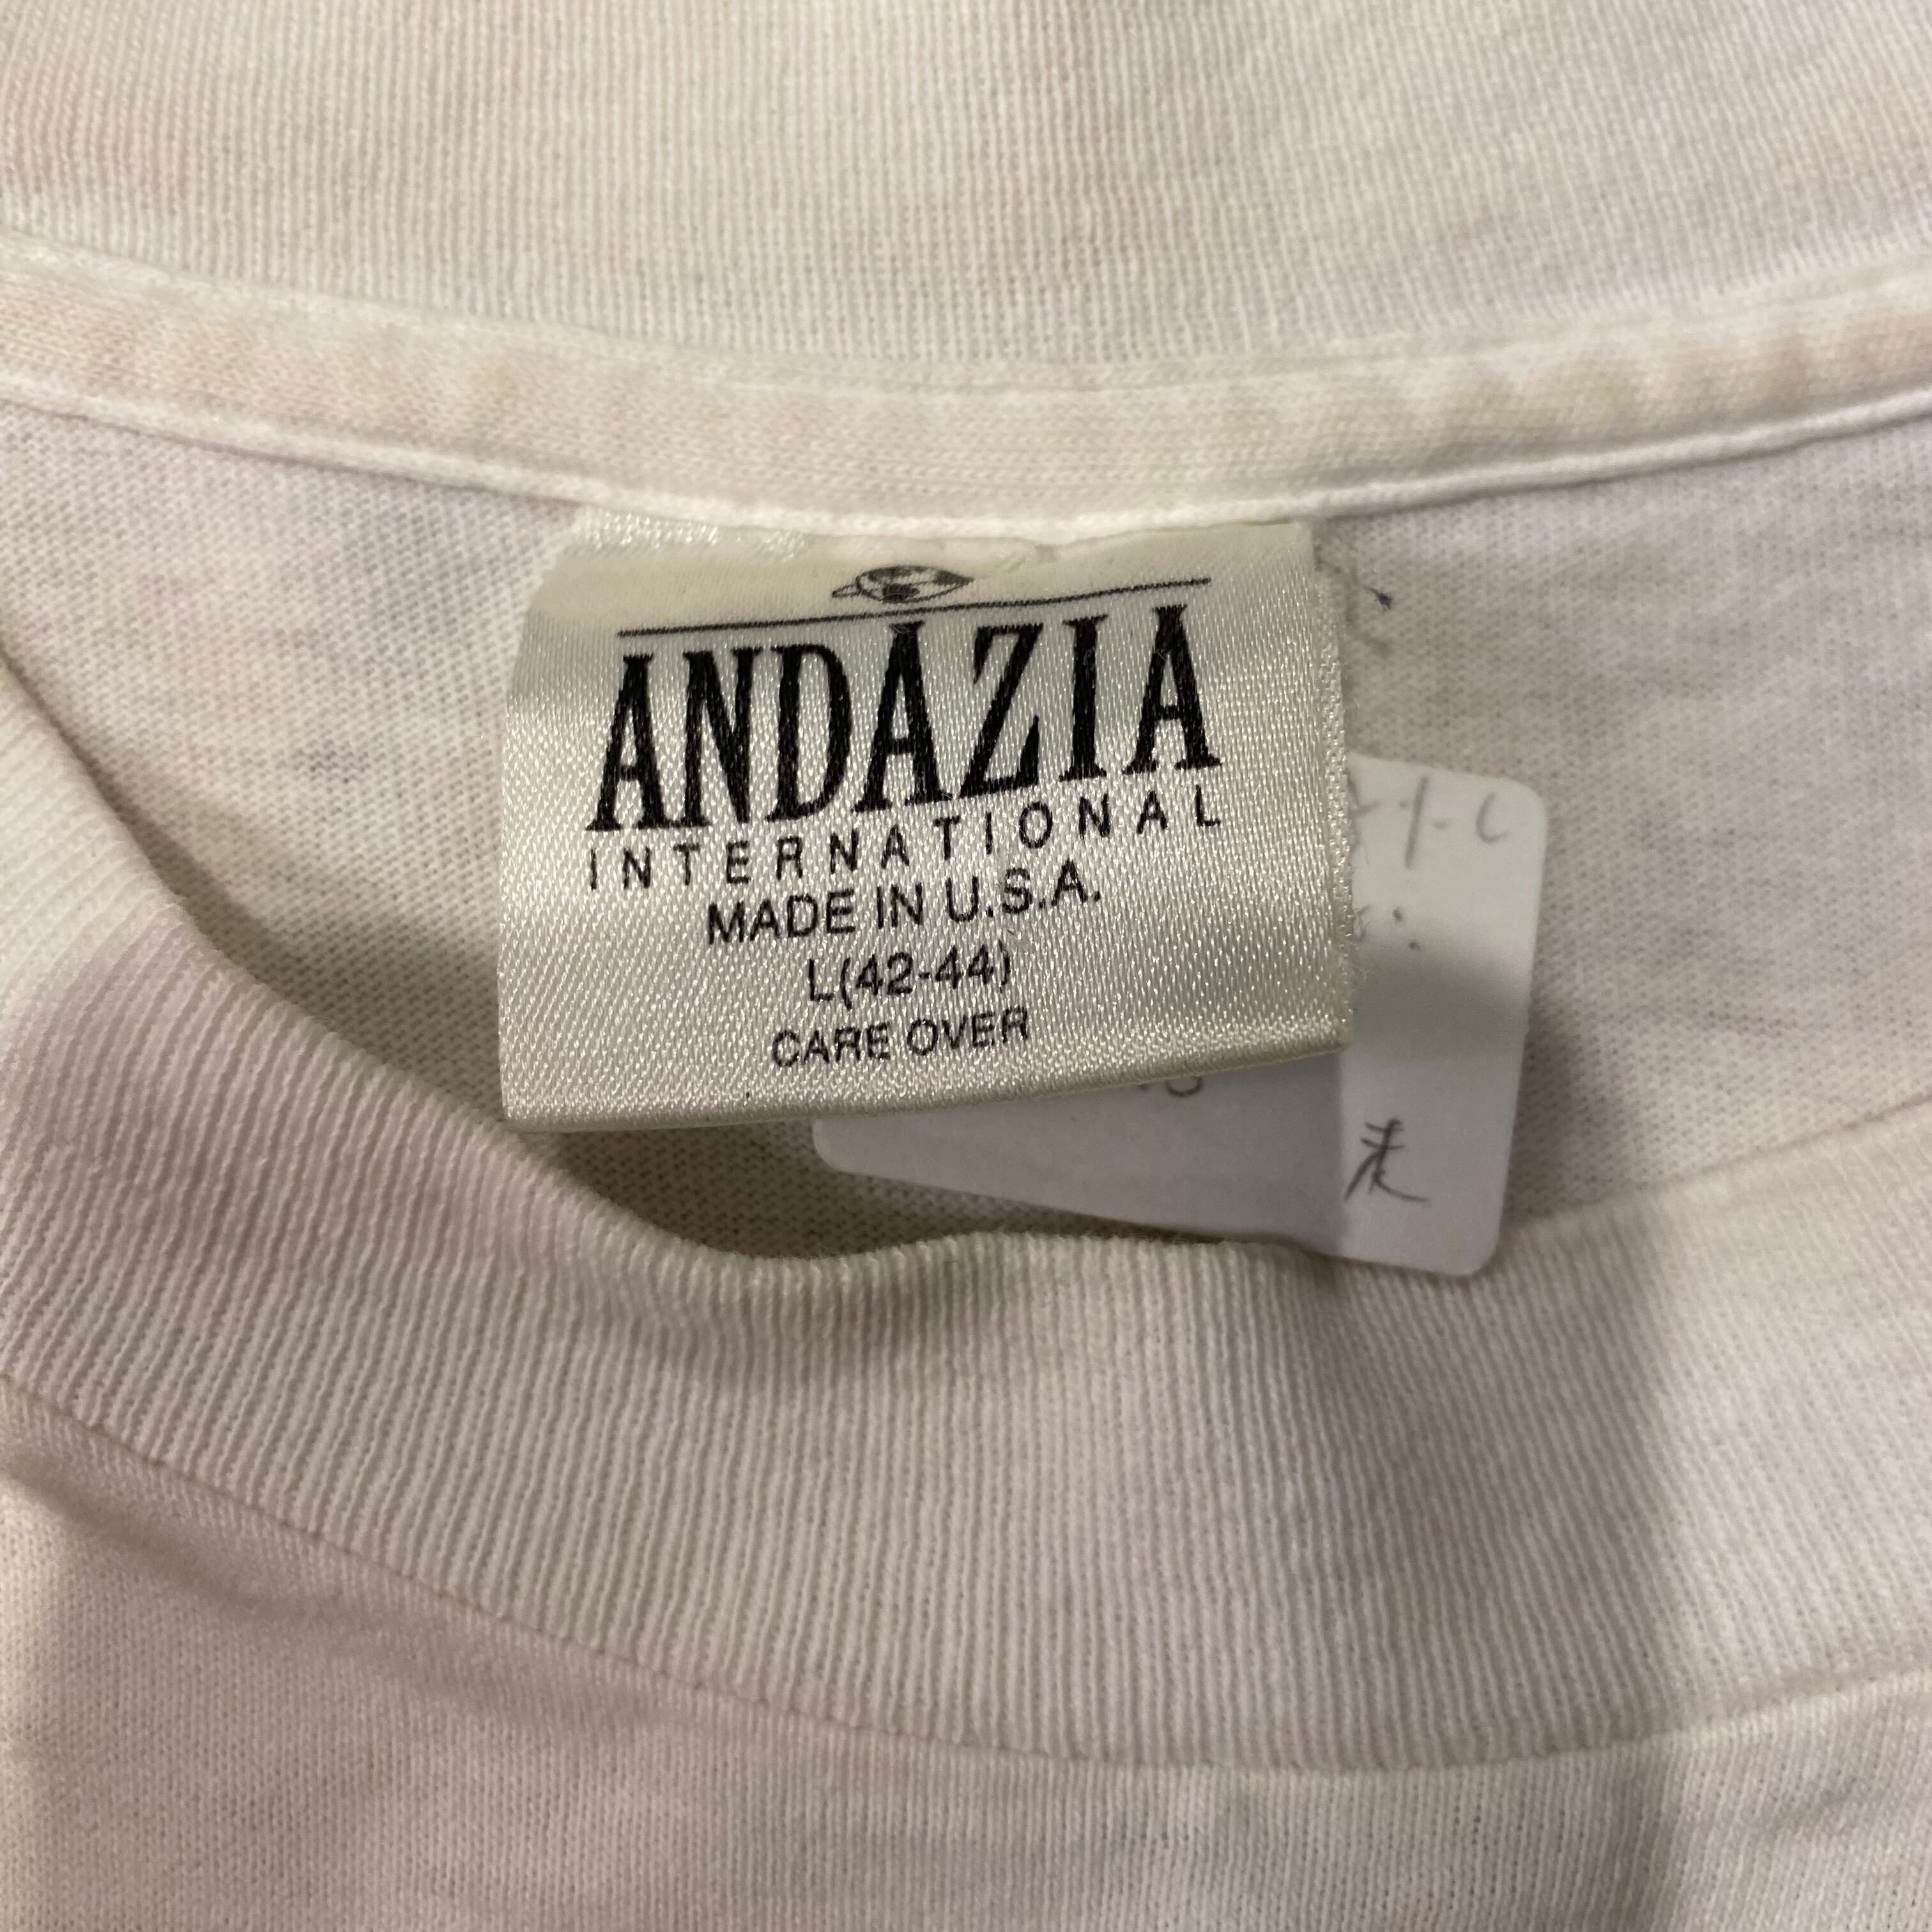 ANDAZIA
INTERNATIONAL
MADE IN U.S.A.
L(42-44)
CARE OVER